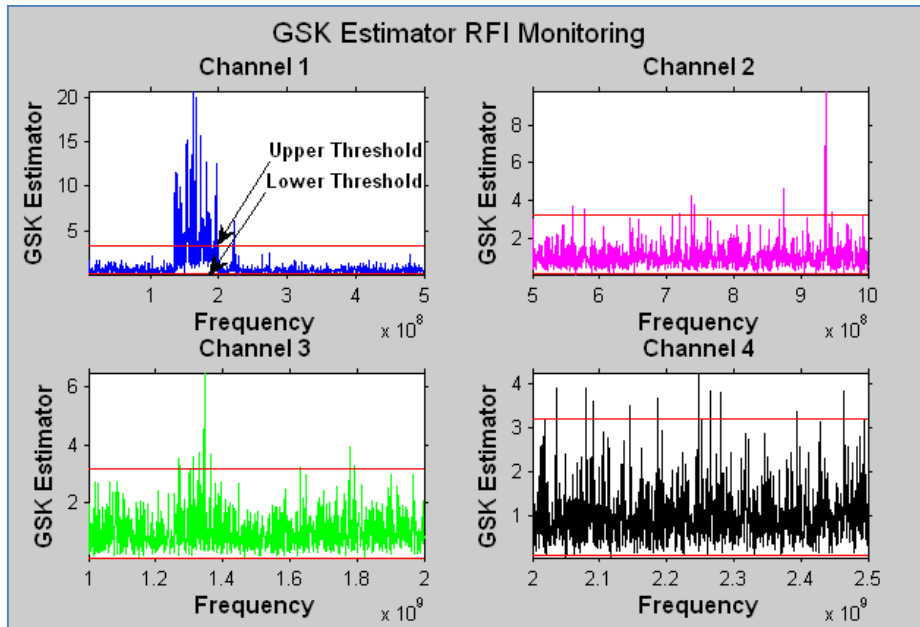 GSK Estimator RFI Monitoring
Channel 1
GSK Estimator
20
15
10
5
Upper Threshold
Lower Threshold
1 2 3 4 5
Frequency
x 10^8
Channel 2
GSK Estimator
8
6
4
2
5 6 7 8 9 10
Frequency
x 10^8
Channel 3
GSK Estimator
6
4
2
1 1.2 1.4 1.6 1.8 2
Frequency
x 10^9
Channel 4
GSK Estimator
4
3
2
1
2 2.1 2.2 2.3 2.4 2.5
Frequency
x 10^9